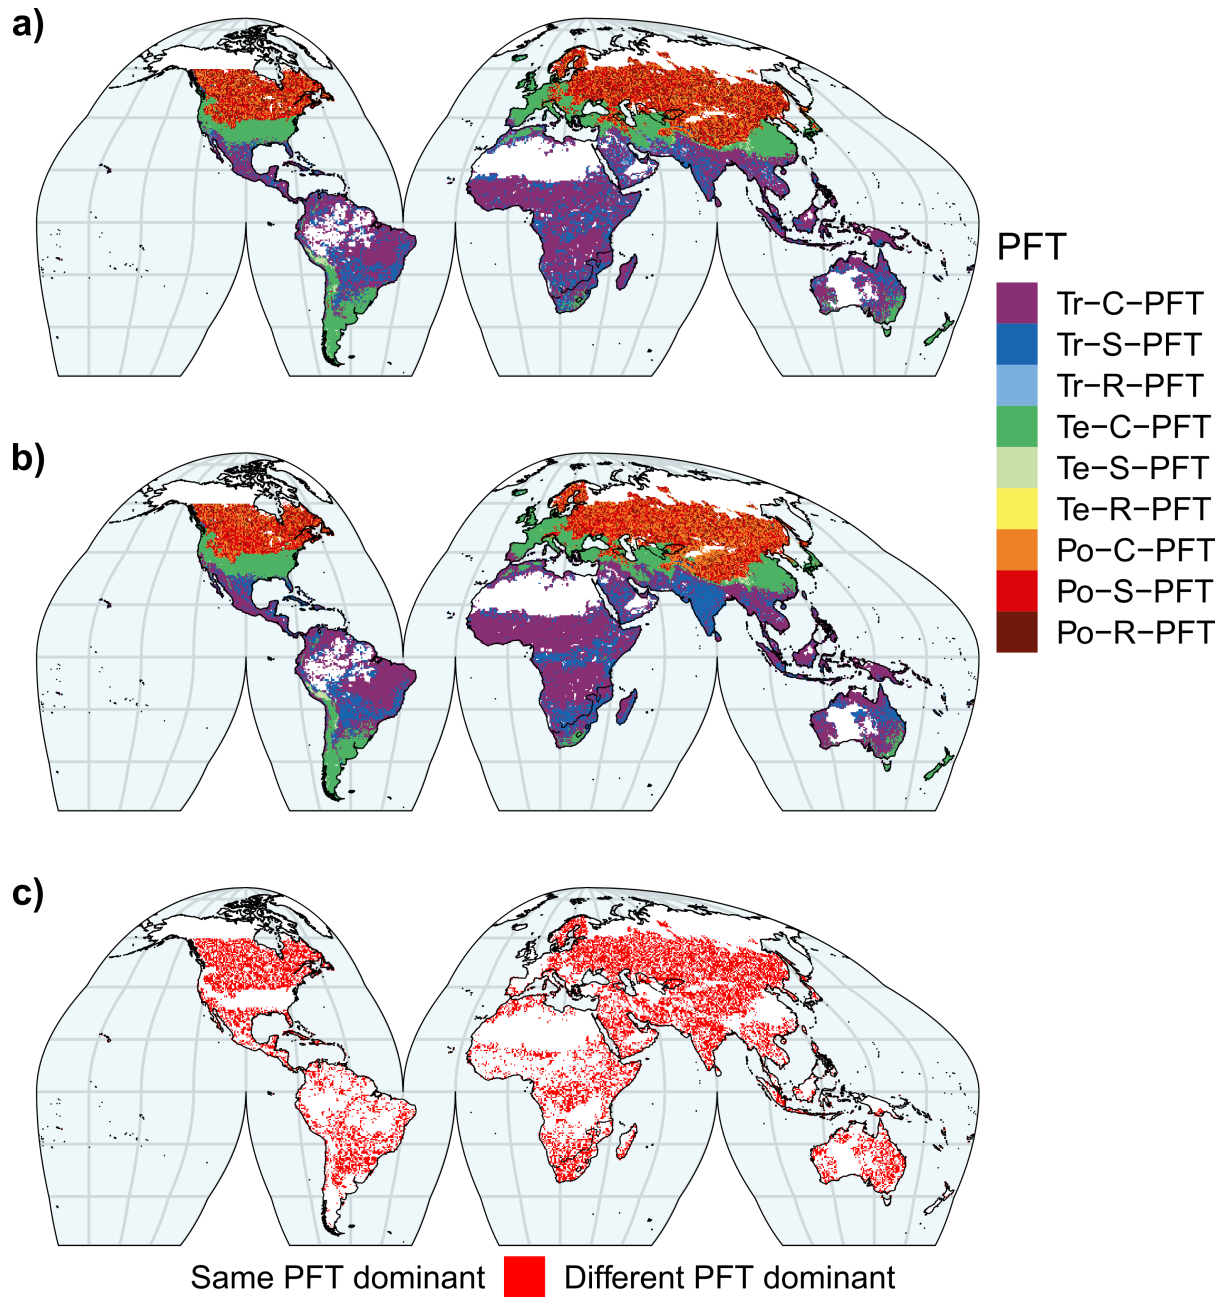 a)
PFT
Tr−C−PFT
Tr−S−PFT
Tr−R−PFT
Te−C−PFT
Te−S−PFT
Te−R−PFT
Po−C−PFT
Po−S−PFT
Po−R−PFT
b)
c)
Same PFT dominant
Different PFT dominant